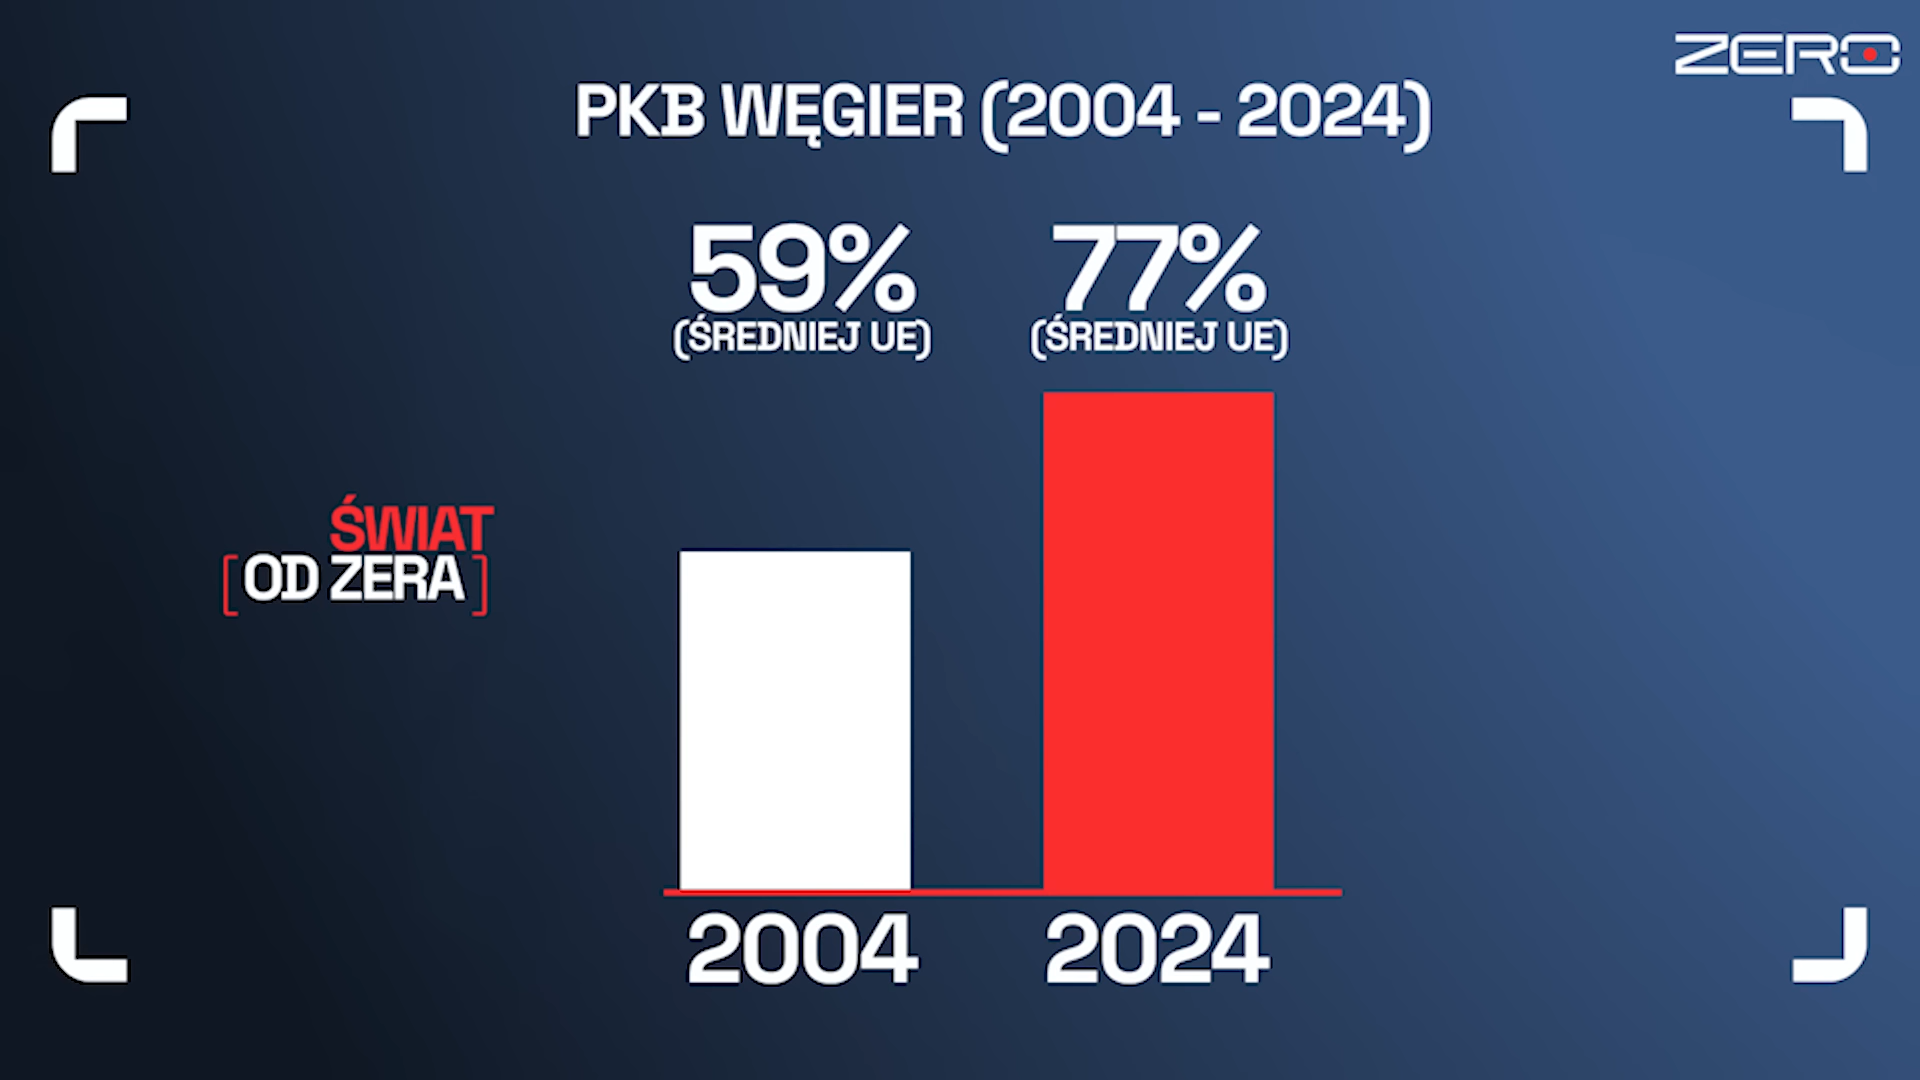 ZERO
PKB WĘGIER (2004 - 2024)
59%
(ŚREDNIEJ UE)
77%
(ŚREDNIEJ UE)
ŚWIAT
[OD ZERA]
2004
2024